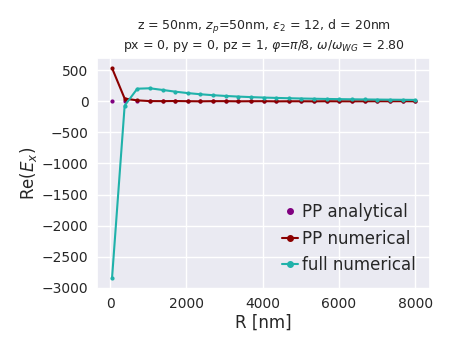 z = 50nm, z_p=50nm, ε_2 = 12, d = 20nm
px = 0, py = 0, pz = 1, φ=π/8, ω/ω_WG = 2.80
500
0
−500
−1000
−1500
−2000
−2500
−3000
Re(E_x)
PP analytical
PP numerical
full numerical
0 2000 4000 6000 8000
R [nm]